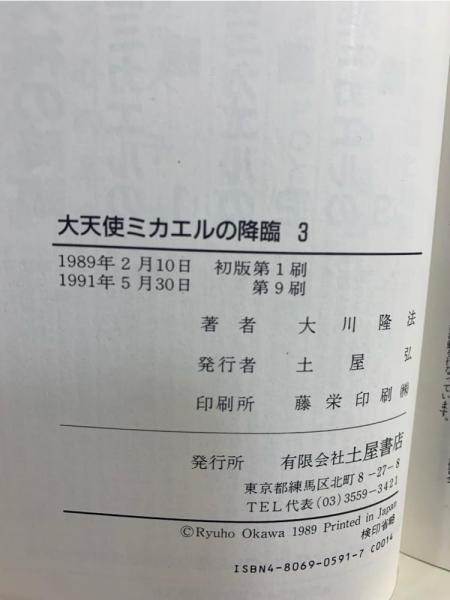 大天使ミカエルの降臨 3
1989年2月10日 初版第1刷
1991年5月30日 第9刷
著者 大川隆法
発行者 土屋弘
印刷所 藤栄印刷㈱
発行所 有限会社土屋書店
東京都練馬区北町8-27-8
TEL代表(03)3559-3421
©Ryuho Okawa 1989 Printed in Japan
検印省略
ISBN4-8069-0591-7 C0014